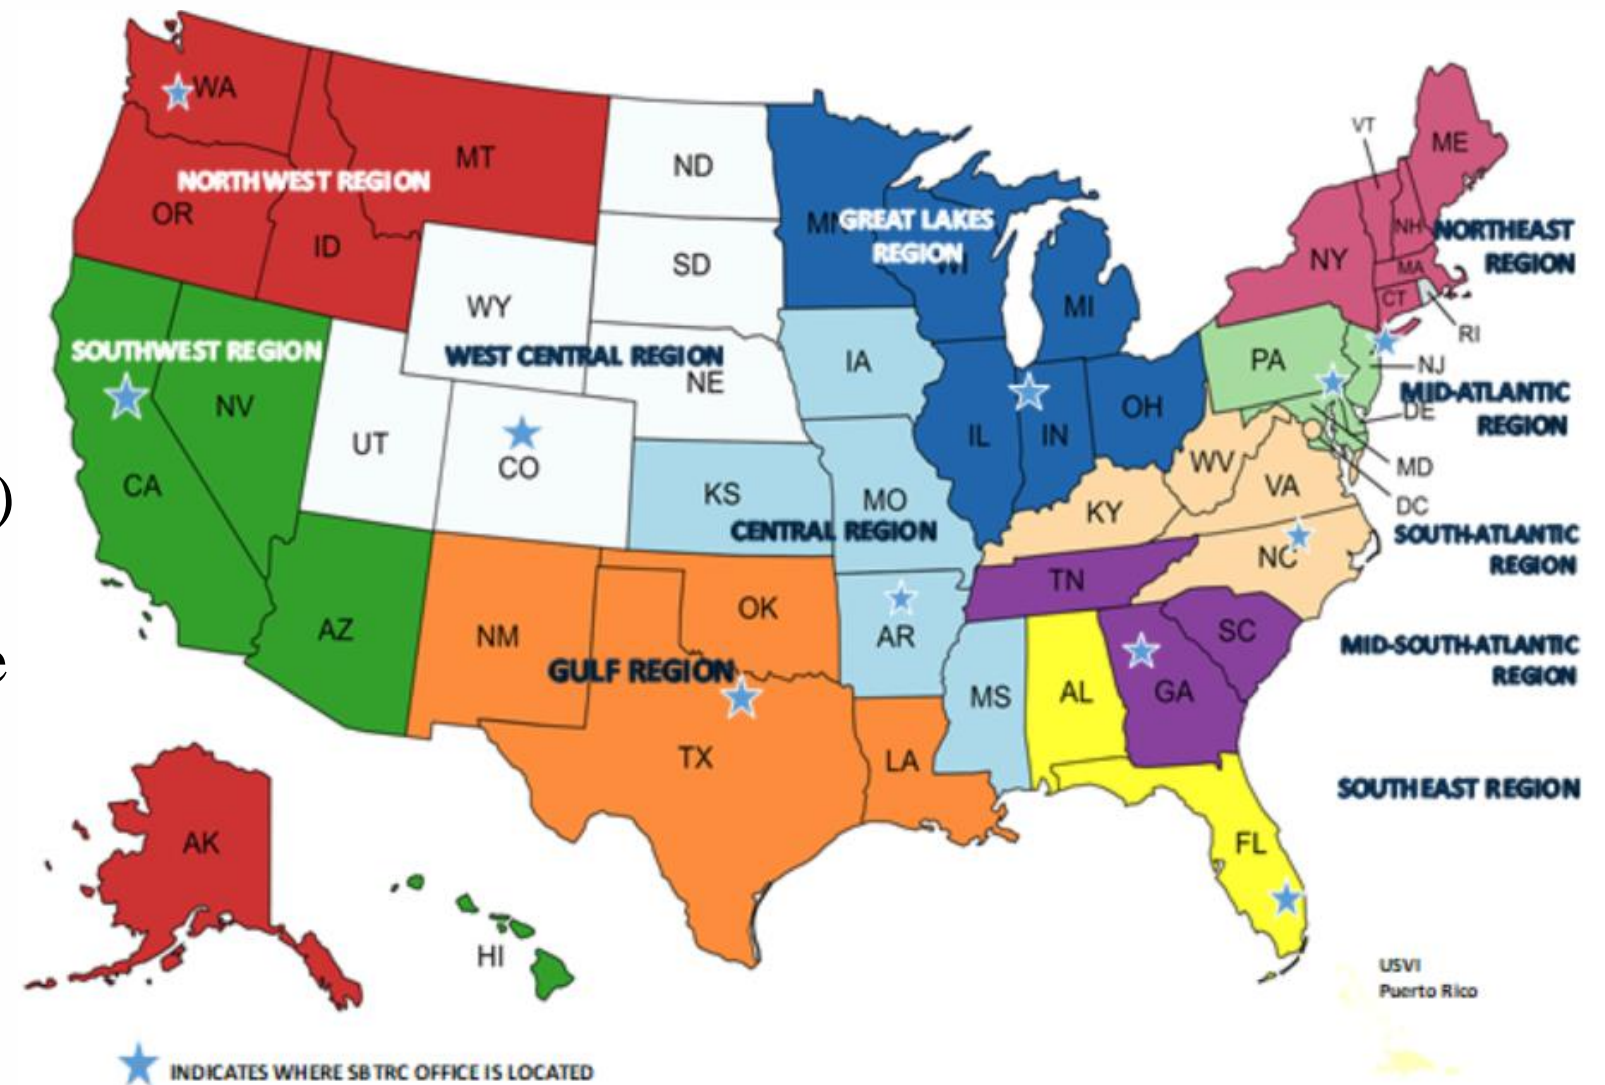 WA
MT
ND
VT
ME
NORTHWEST REGION
OR
ID
MN
GREAT LAKES
REGION
WI
NH
NORTHEAST
REGION
SD
NY
MA
WY
CT
MI
RI
SOUTHWEST REGION
WEST CENTRAL REGION
NE
IA
PA
NJ
MID-ATLANTIC
REGION
DE
NV
UT
CO
IL
IN
OH
WV
MD
CA
)
KS
MO
KY
VA
DC
CENTRAL REGION
SOUTH-ATLANTIC
REGION
NC
TN
AZ
NM
OK
AR
SC
MID-SOUTH-ATLANTIC
REGION
e
GULF REGION
MS
AL
GA
TX
LA
SOUTHEAST REGION
AK
FL
HI
USVI
Puerto Rico
INDICATES WHERE SBTRC OFFICE IS LOCATED